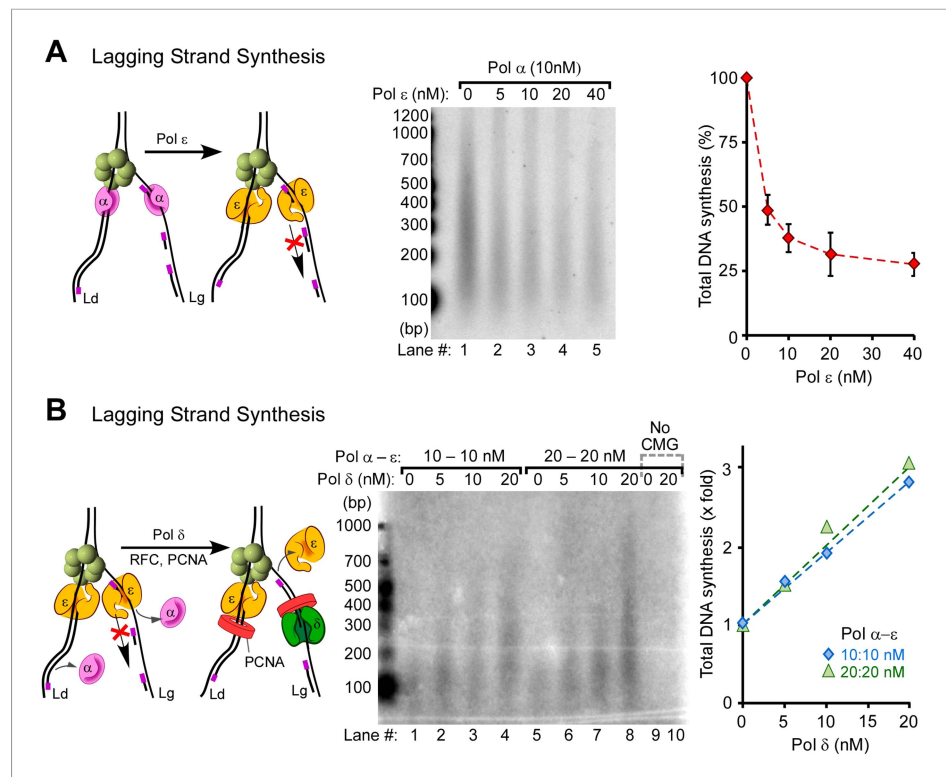 A Lagging Strand Synthesis
Pol α (10nM)
Pol ε (nM): 0 5 10 20 40
Pol ε
α α ε ε
Ld Lg
1200
1000
700
500
400
300
200
100
(bp)
Lane #: 1 2 3 4 5
Total DNA synthesis (%)
100
75
50
25
0
0 10 20 30 40
Pol ε (nM)
B Lagging Strand Synthesis
No
CMG
Pol α – ε: 10 – 10 nM 20 – 20 nM
Pol δ (nM): 0 5 10 20 0 5 10 20 0 20
Pol δ
RFC, PCNA
ε ε α α
ε ε δ
PCNA
Ld Lg Ld Lg
(bp)
1000
700
500
400
300
200
100
Lane #: 1 2 3 4 5 6 7 8 9 10
Total DNA synthesis (x fold)
3
2
1
0
0 5 10 15 20
Pol δ (nM)
Pol α–ε
10:10 nM
20:20 nM